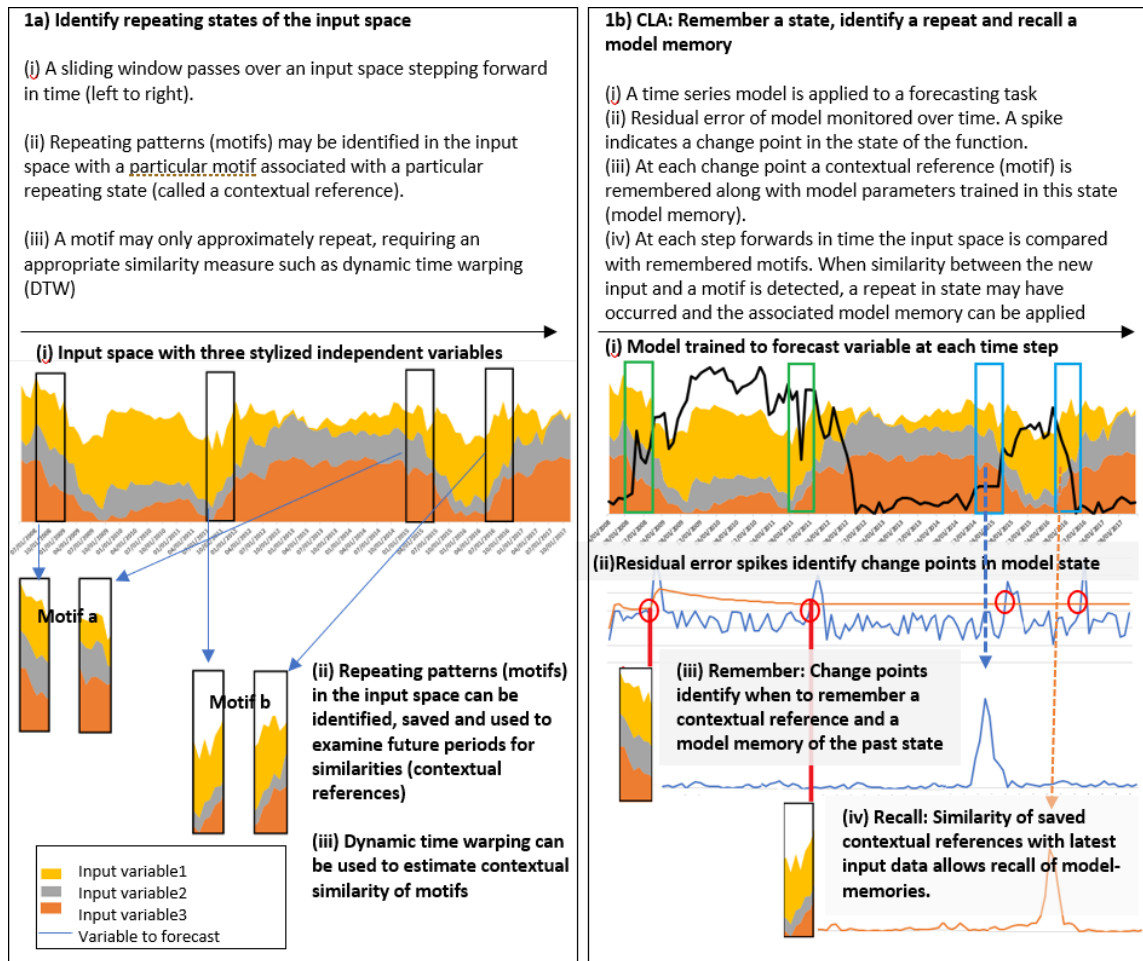 1a) Identify repeating states of the input space
(i) A sliding window passes over an input space stepping forward
in time (left to right).
(ii) Repeating patterns (motifs) may be identified in the input
space with a particular motif associated with a particular
repeating state (called a contextual reference).
(iii) A motif may only approximately repeat, requiring an
appropriate similarity measure such as dynamic time warping
(DTW)
(i) Input space with three stylized independent variables
Motif a
Motif b
(ii) Repeating patterns (motifs)
in the input space can be
identified, saved and used to
examine future periods for
similarities (contextual
references)
(iii) Dynamic time warping can
be used to estimate contextual
similarity of motifs
Input variable1
Input variable2
Input variable3
Variable to forecast
1b) CLA: Remember a state, identify a repeat and recall a
model memory
(i) A time series model is applied to a forecasting task
(ii) Residual error of model monitored over time. A spike
indicates a change point in the state of the function.
(iii) At each change point a contextual reference (motif) is
remembered along with model parameters trained in this state
(model memory).
(iv) At each step forwards in time the input space is compared
with remembered motifs. When similarity between the new
input and a motif is detected, a repeat in state may have
occurred and the associated model memory can be applied
(i) Model trained to forecast variable at each time step
(ii)Residual error spikes identify change points in model state
(iii) Remember: Change points
identify when to remember a
contextual reference and a
model memory of the past state
(iv) Recall: Similarity of saved
contextual references with latest
input data allows recall of model-
memories.